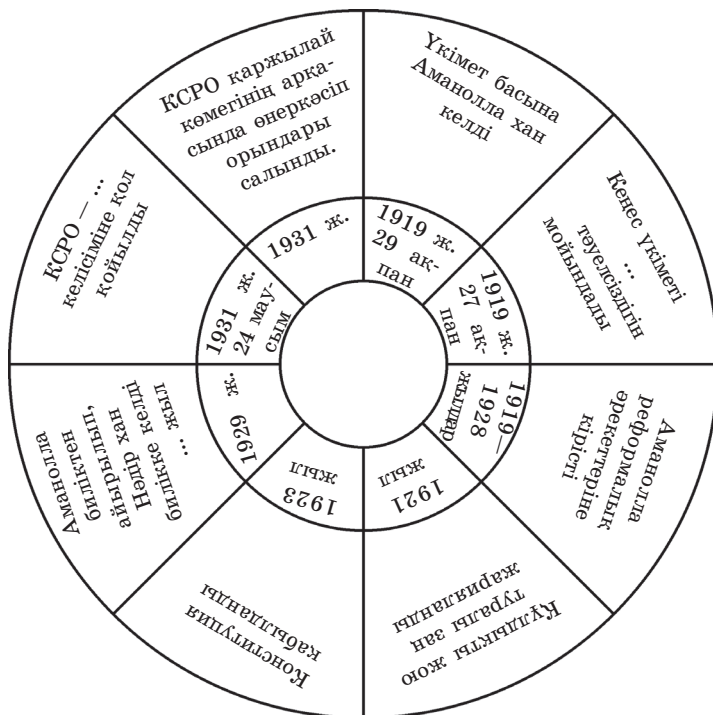 Үкімет басына
Аманолла хан
келді
1919 ж.
29 ақ-
пан
Кеңес үкіметі
...
тәуелсіздігін
мойындады
1919 ж.
27 ақ-
пан
Аманолла
реформалық
әрекеттеріне
кірісті
1919—
1928
жылдар
Құлдықты жою
туралы заң
жарияланды
1921
жыл
Конституция
қабылданды
1923
жыл
Аманолла
биліктен
айырылып,
Нәдір хан
билікке келді
... жыл
1929 ж.
КСРО — ...
келісіміне қол
қойылды
1931 ж.
24 мау-
сым
КСРО қаржылай
көмегінің арқа-
сында өнеркәсіп
орындары
салынды.
1931 ж.